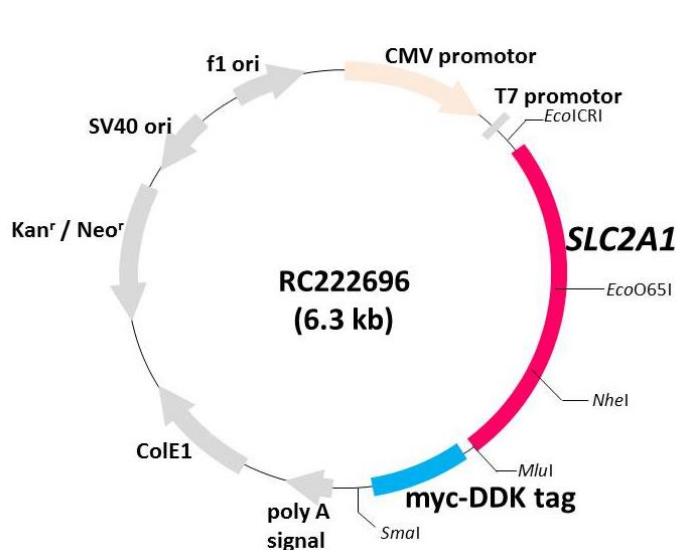 f1 ori
CMV promotor
T7 promotor
EcoICRI
SV40 ori
Kanʳ / Neoʳ
SLC2A1
RC222696
(6.3 kb)
EcoO65I
NheI
ColE1
MluI
myc-DDK tag
poly A
signal
SmaI